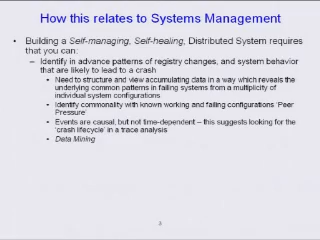 How this relates to Systems Management
• Building a Self-managing, Self-healing, Distributed System requires
that you can:
– Identify in advance patterns of registry changes, and system behavior
that are likely to lead to a crash
• Need to structure and view accumulating data in a way which reveals the
underlying common patterns in failing systems from a multiplicity of
individual system configurations
• Identify commonality with known working and failing configurations 'Peer
Pressure'
• Events are causal, but not time-dependent – this suggests looking for the
'crash lifecycle' in a trace analysis
• Data Mining
3